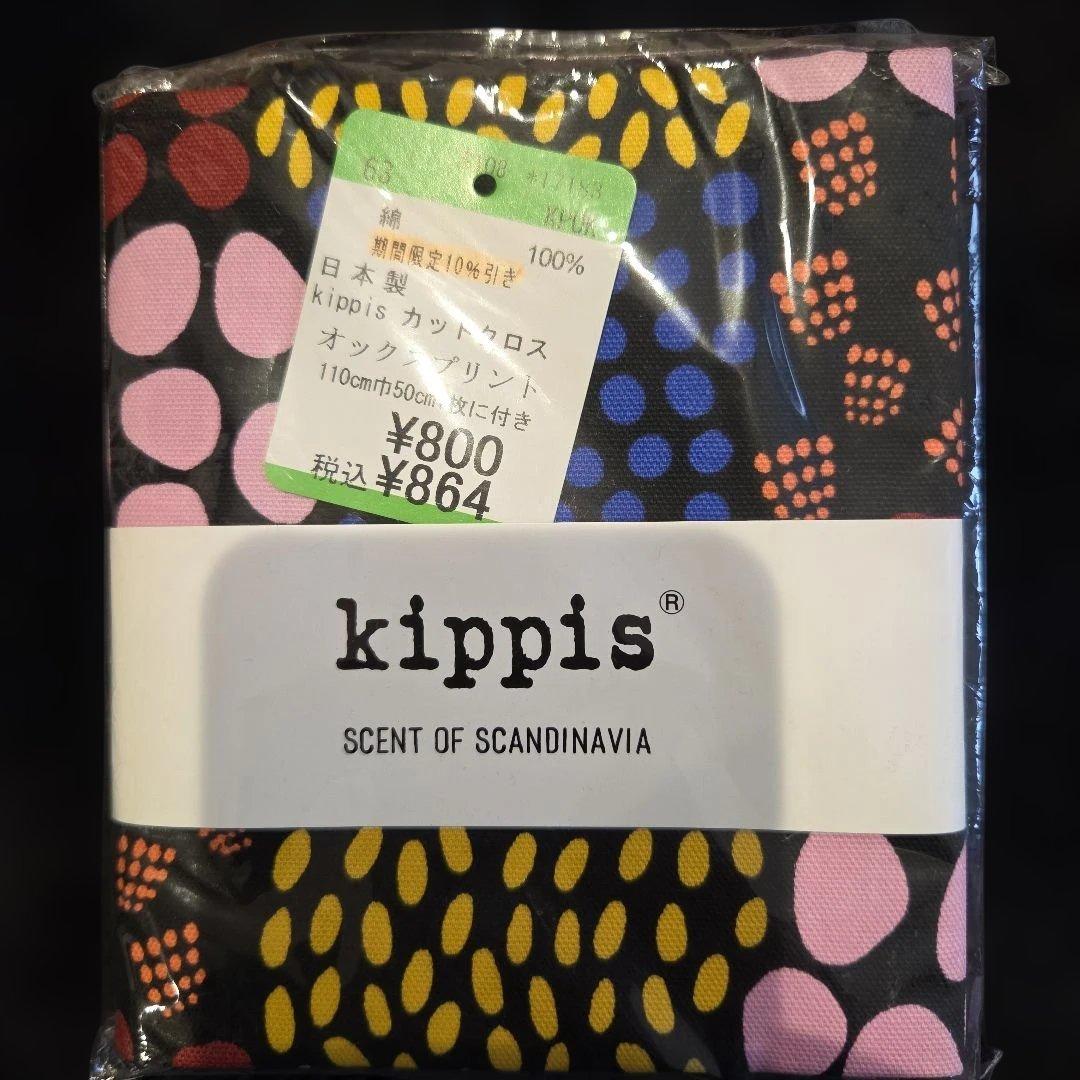 63
綿 100%
期間限定10%引き
日本製
kippis カットクロス
オックスプリント
110cm巾50cm 枚に付き
¥800
税込 ¥864
kippis®
SCENT OF SCANDINAVIA